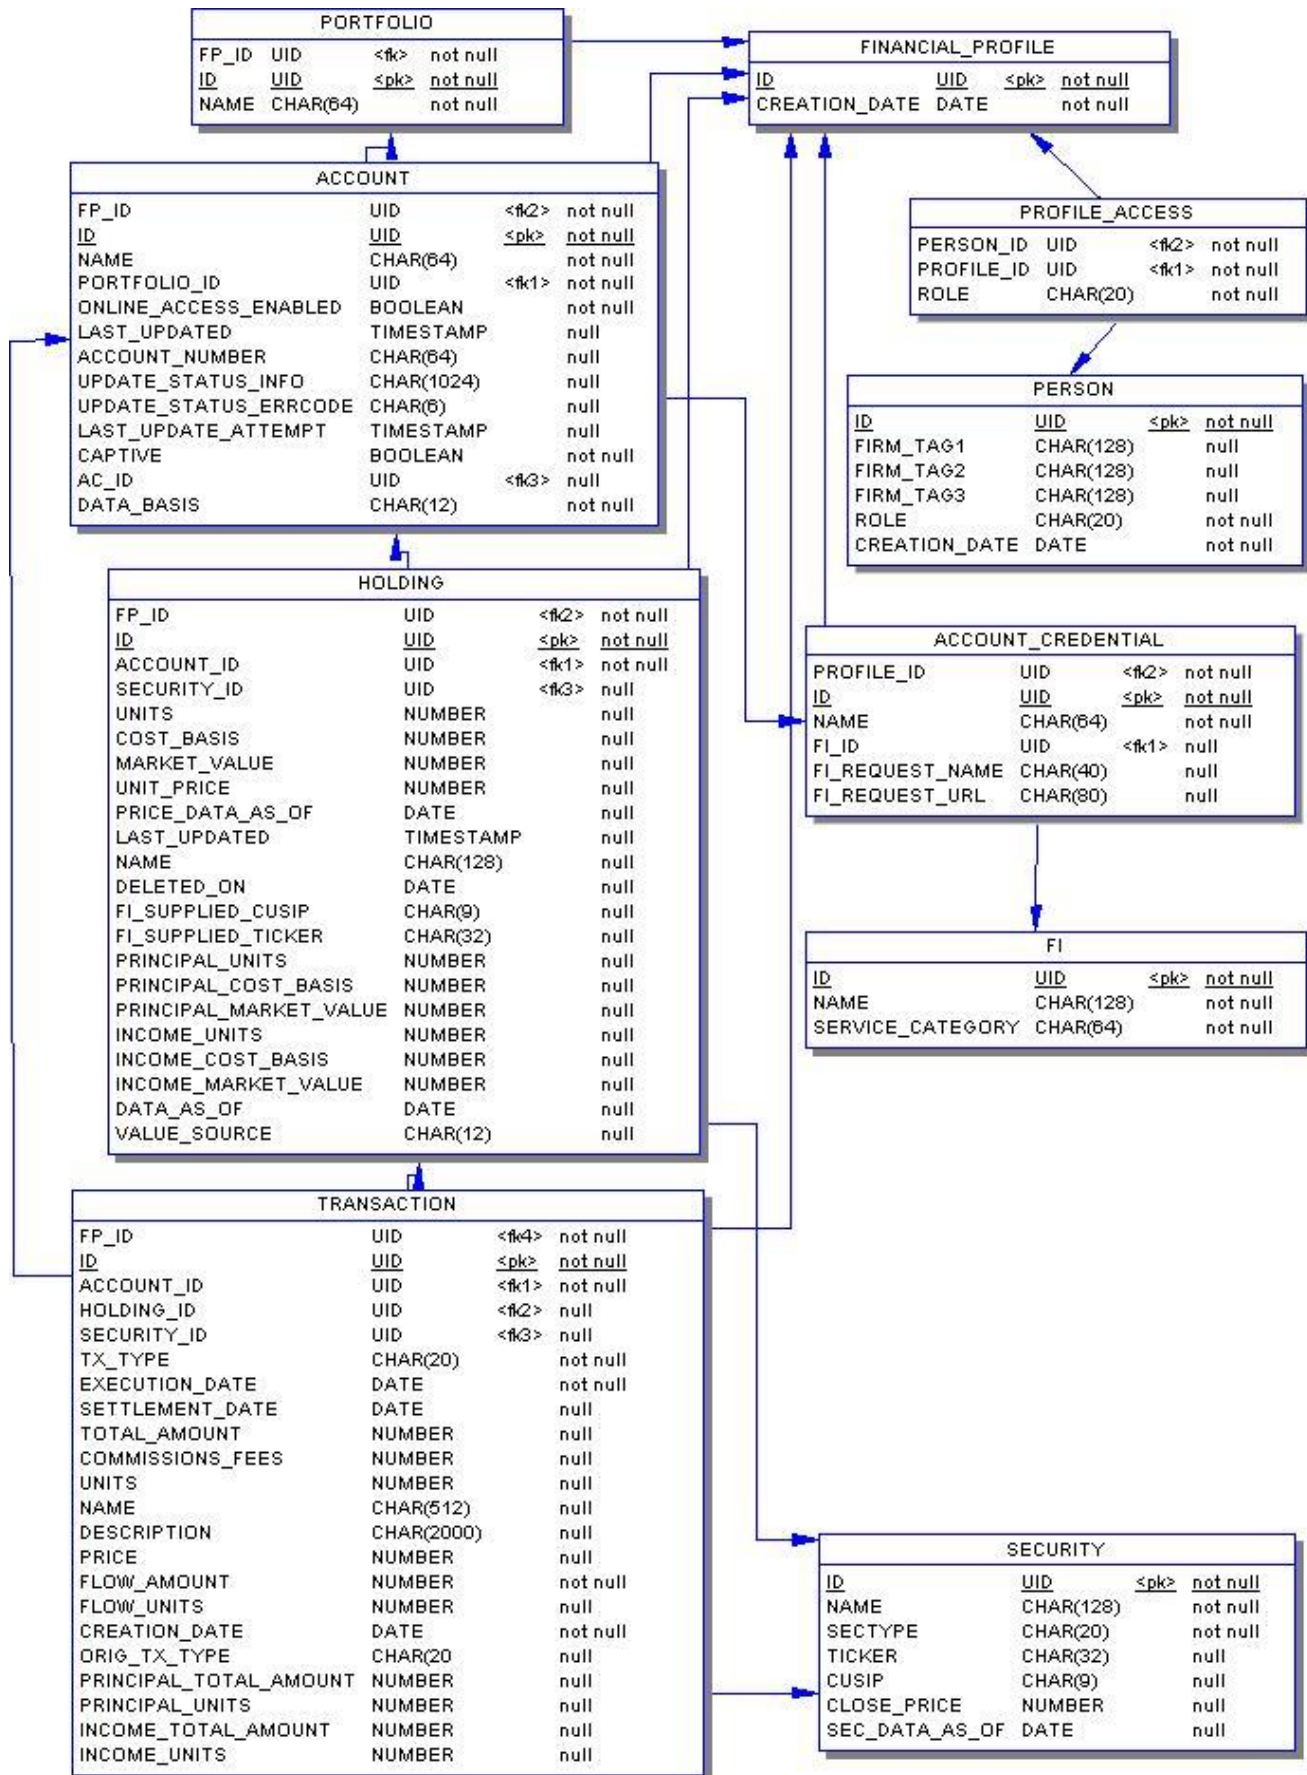 PORTFOLIO
FP_ID UID <fk> not null
ID UID <pk> not null
NAME CHAR(64) not null
FINANCIAL_PROFILE
ID UID <pk> not null
CREATION_DATE DATE not null
ACCOUNT
FP_ID UID <fk2> not null
ID UID <pk> not null
NAME CHAR(64) not null
PORTFOLIO_ID UID <fk1> not null
ONLINE_ACCESS_ENABLED BOOLEAN not null
LAST_UPDATED TIMESTAMP null
ACCOUNT_NUMBER CHAR(64) null
UPDATE_STATUS_INFO CHAR(1024) null
UPDATE_STATUS_ERRCODE CHAR(6) null
LAST_UPDATE_ATTEMPT TIMESTAMP null
CAPTIVE BOOLEAN not null
AC_ID UID <fk3> null
DATA_BASIS CHAR(12) not null
PROFILE_ACCESS
PERSON_ID UID <fk2> not null
PROFILE_ID UID <fk1> not null
ROLE CHAR(20) not null
PERSON
ID UID <pk> not null
FIRM_TAG1 CHAR(128) null
FIRM_TAG2 CHAR(128) null
FIRM_TAG3 CHAR(128) null
ROLE CHAR(20) not null
CREATION_DATE DATE not null
HOLDING
FP_ID UID <fk2> not null
ID UID <pk> not null
ACCOUNT_ID UID <fk1> not null
SECURITY_ID UID <fk3> null
UNITS NUMBER null
COST_BASIS NUMBER null
MARKET_VALUE NUMBER null
UNIT_PRICE NUMBER null
PRICE_DATA_AS_OF DATE null
LAST_UPDATED TIMESTAMP null
NAME CHAR(128) null
DELETED_ON DATE null
FI_SUPPLIED_CUSIP CHAR(9) null
FI_SUPPLIED_TICKER CHAR(32) null
PRINCIPAL_UNITS NUMBER null
PRINCIPAL_COST_BASIS NUMBER null
PRINCIPAL_MARKET_VALUE NUMBER null
INCOME_UNITS NUMBER null
INCOME_COST_BASIS NUMBER null
INCOME_MARKET_VALUE NUMBER null
DATA_AS_OF DATE null
VALUE_SOURCE CHAR(12) null
ACCOUNT_CREDENTIAL
PROFILE_ID UID <fk2> not null
ID UID <pk> not null
NAME CHAR(64) not null
FI_ID UID <fk1> null
FI_REQUEST_NAME CHAR(40) null
FI_REQUEST_URL CHAR(80) null
FI
ID UID <pk> not null
NAME CHAR(128) not null
SERVICE_CATEGORY CHAR(64) not null
TRANSACTION
FP_ID UID <fk4> not null
ID UID <pk> not null
ACCOUNT_ID UID <fk1> not null
HOLDING_ID UID <fk2> null
SECURITY_ID UID <fk3> null
TX_TYPE CHAR(20) not null
EXECUTION_DATE DATE not null
SETTLEMENT_DATE DATE null
TOTAL_AMOUNT NUMBER null
COMMISSIONS_FEES NUMBER null
UNITS NUMBER null
NAME CHAR(512) null
DESCRIPTION CHAR(2000) null
PRICE NUMBER null
FLOW_AMOUNT NUMBER not null
FLOW_UNITS NUMBER null
CREATION_DATE DATE not null
ORIG_TX_TYPE CHAR(20 null
PRINCIPAL_TOTAL_AMOUNT NUMBER null
PRINCIPAL_UNITS NUMBER null
INCOME_TOTAL_AMOUNT NUMBER null
INCOME_UNITS NUMBER null
SECURITY
ID UID <pk> not null
NAME CHAR(128) not null
SECTYPE CHAR(20) not null
TICKER CHAR(32) null
CUSIP CHAR(9) null
CLOSE_PRICE NUMBER null
SEC_DATA_AS_OF DATE null